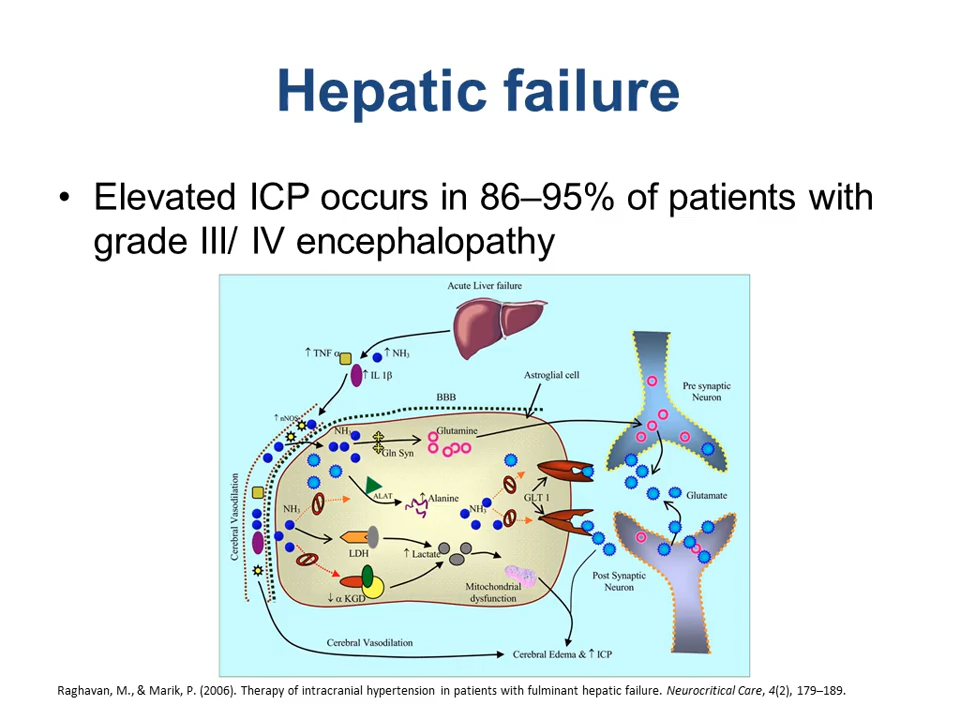 Hepatic failure
• Elevated ICP occurs in 86–95% of patients with
grade III/ IV encephalopathy
Acute Liver failure
↑ TNF α
↑ NH₃
↑ IL 1β
Astroglial cell
Pre synaptic
Neuron
BBB
↑ nNOS
NH₃
Glutamine
Gln Syn
Cerebral Vasodilation
ALAT
↑ Alanine
GLT 1
Glutamate
NH₃
NH₃
LDH
↑ Lactate
Mitochondrial
dysfunction
Post Synaptic
Neuron
↓ α KGD
Cerebral Vasodilation
Cerebral Edema & ↑ ICP
Raghavan, M., & Marik, P. (2006). Therapy of intracranial hypertension in patients with fulminant hepatic failure. Neurocritical Care, 4(2), 179–189.